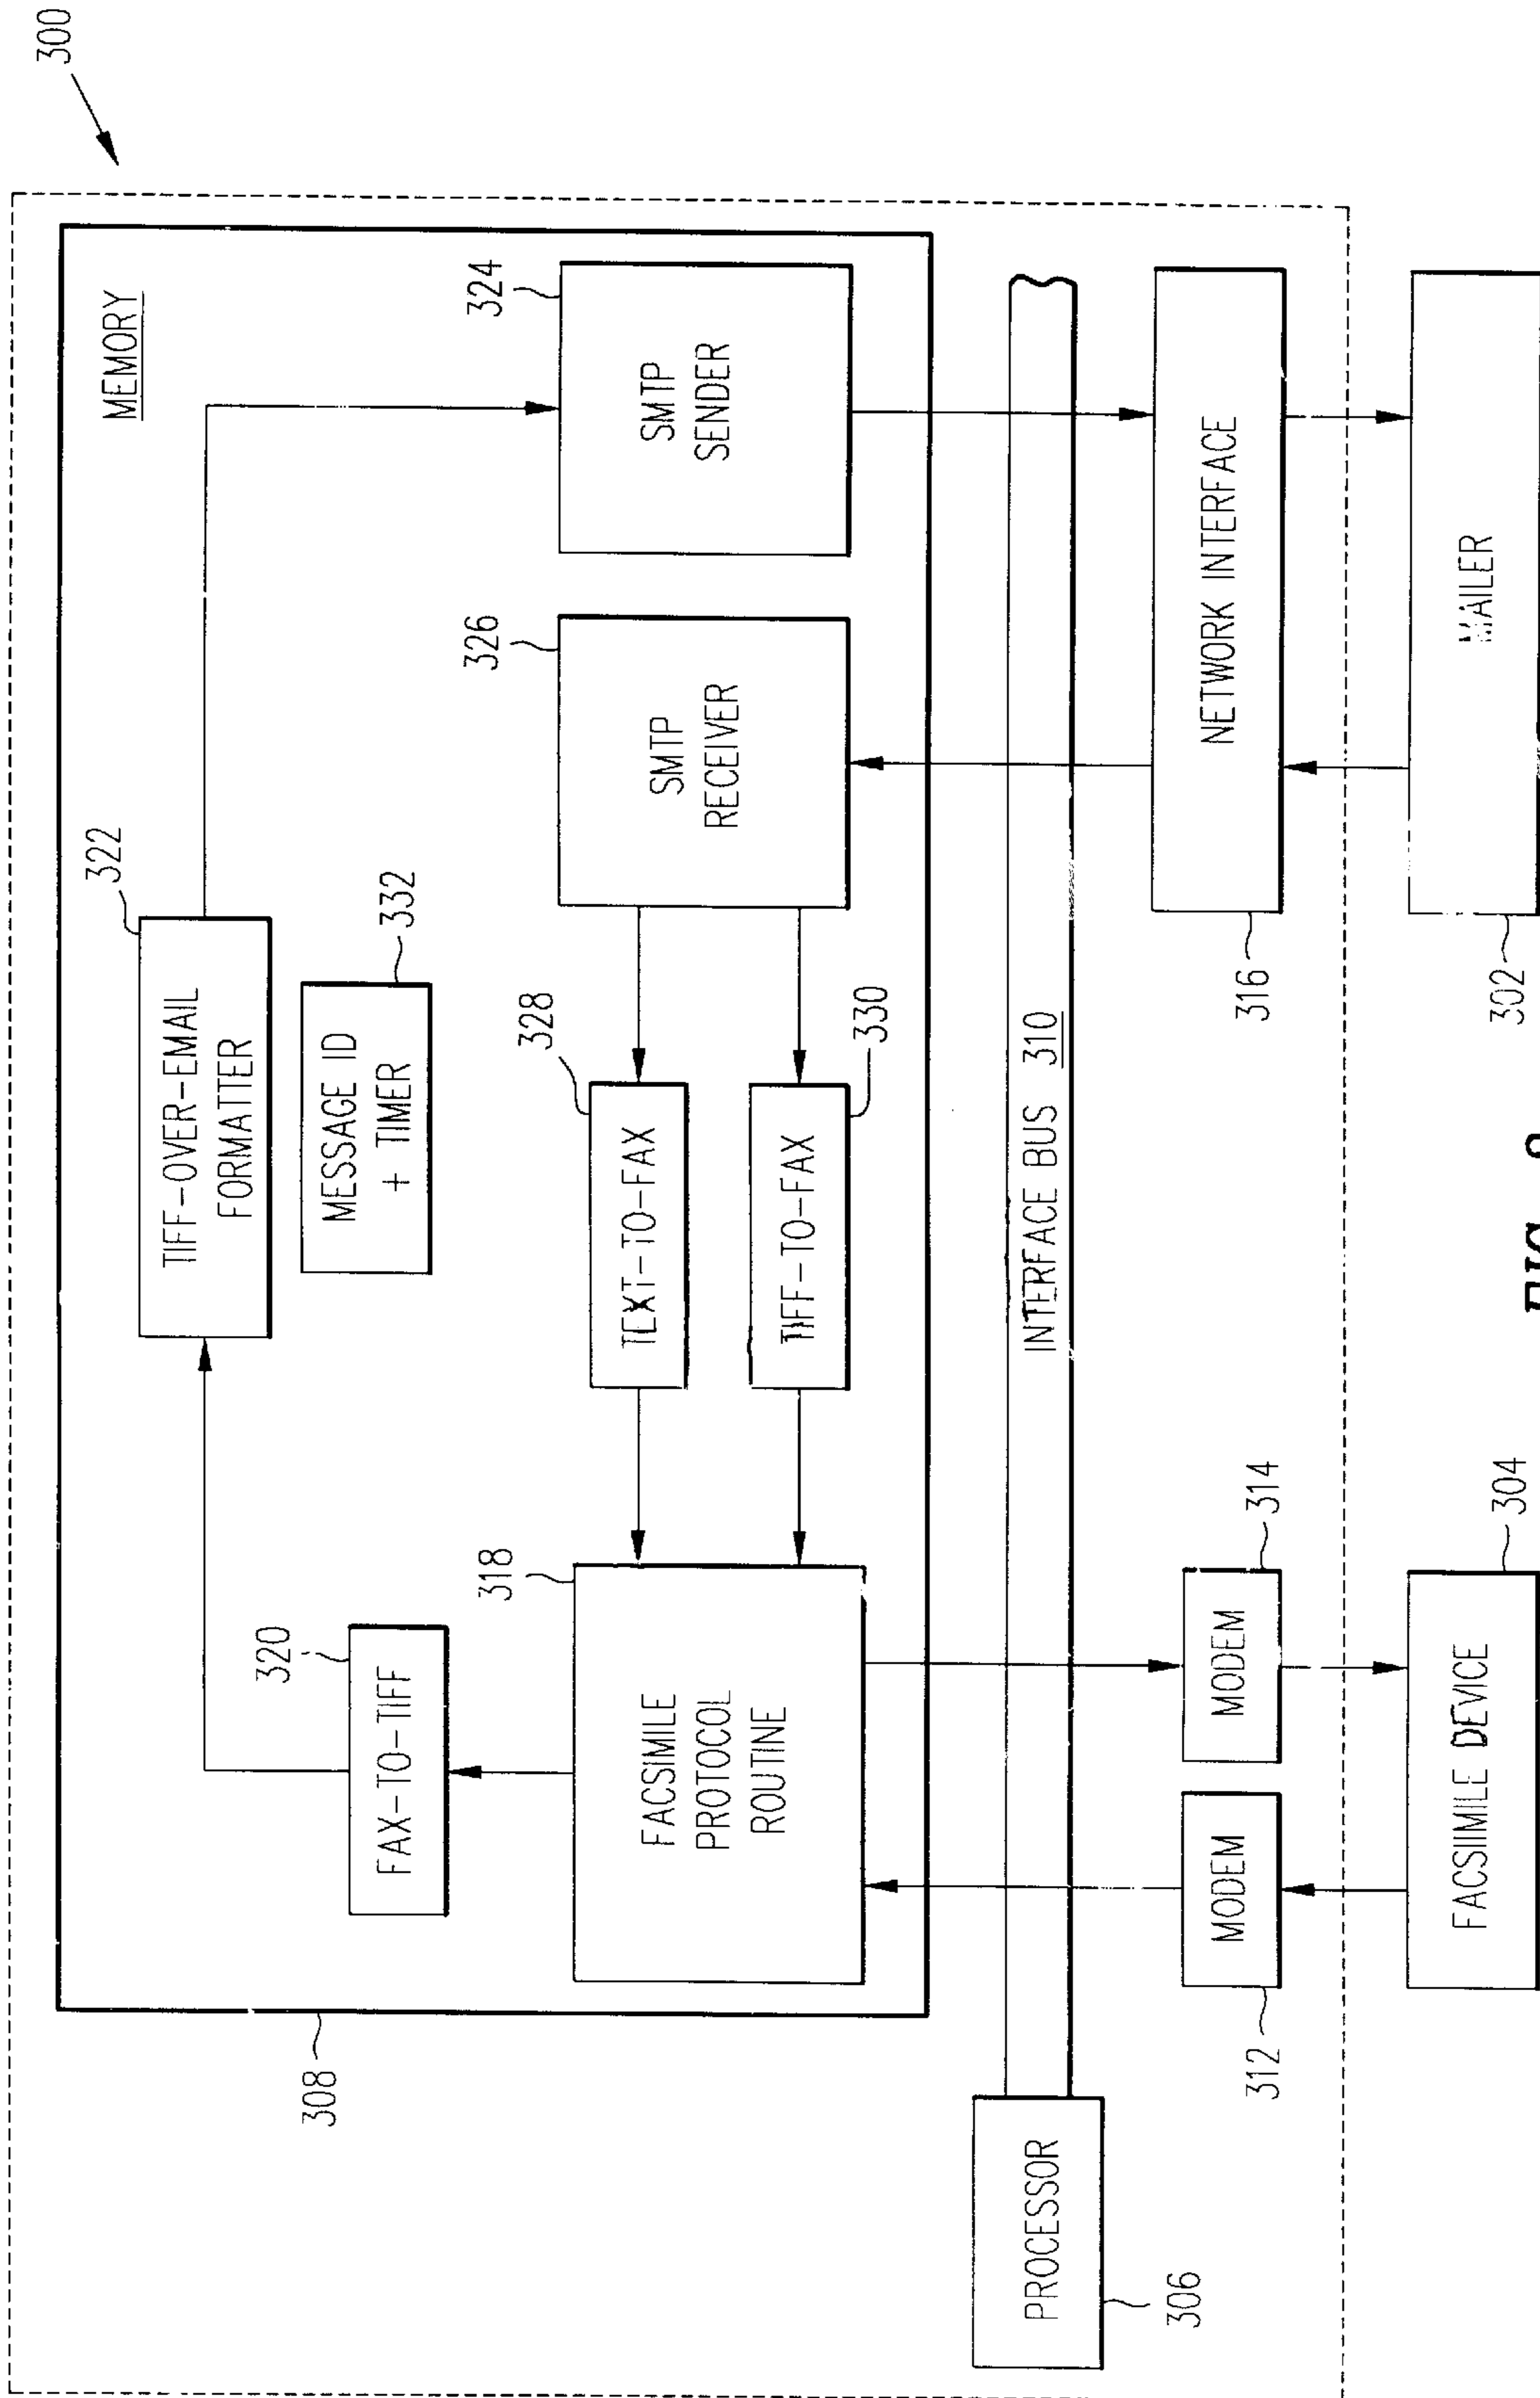 300
MEMORY
322
TIFF-OVER-EMAIL
FORMATTER
332
MESSAGE ID
+ TIMER
320
FAX-TO-TIFF
324
SMTP
SENDER
326
SMTP
RECEIVER
328
TEXT-TO-FAX
330
TIFF-TO-FAX
318
FACSIMILE
PROTOCOL
ROUTINE
308
PROCESSOR
306
INTERFACE BUS 310
NETWORK INTERFACE
316
MODEM
314
MODEM
312
MAILER
302
FACSIIMILE DEVICE
304
FIG.